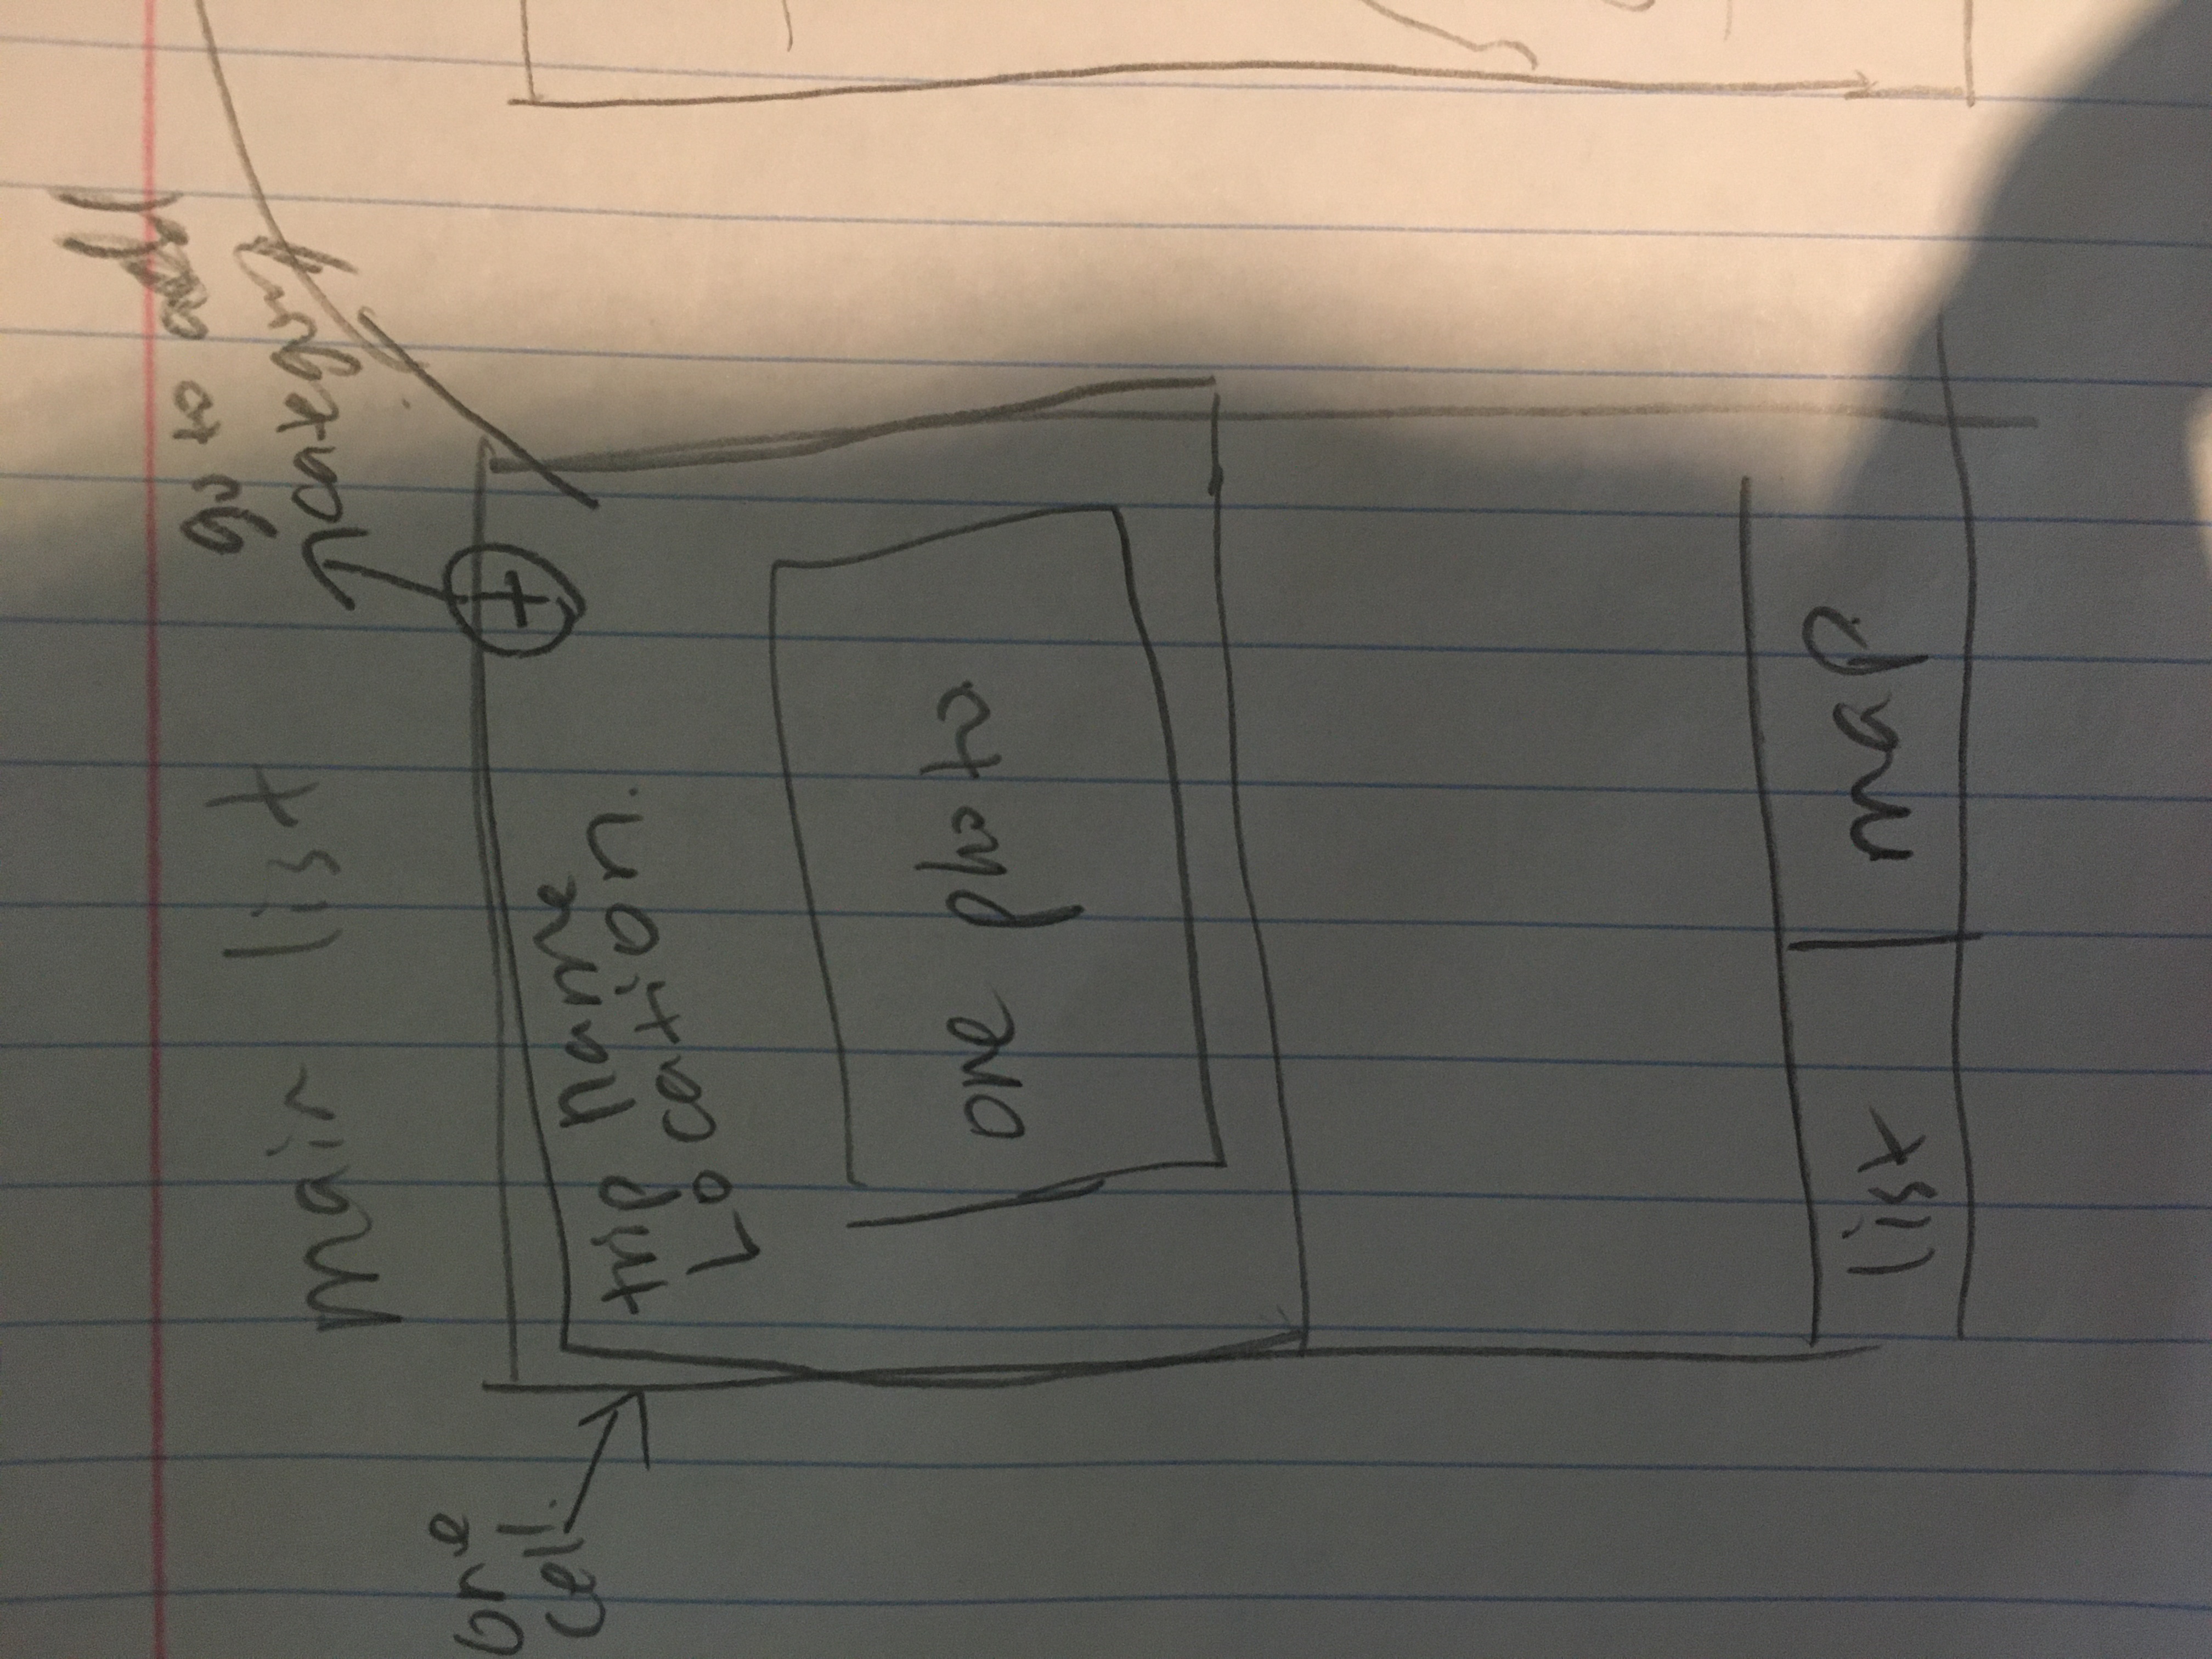 go to add
category
main list
one
cell.
+
trip name
Location.
one photo.
list
map.